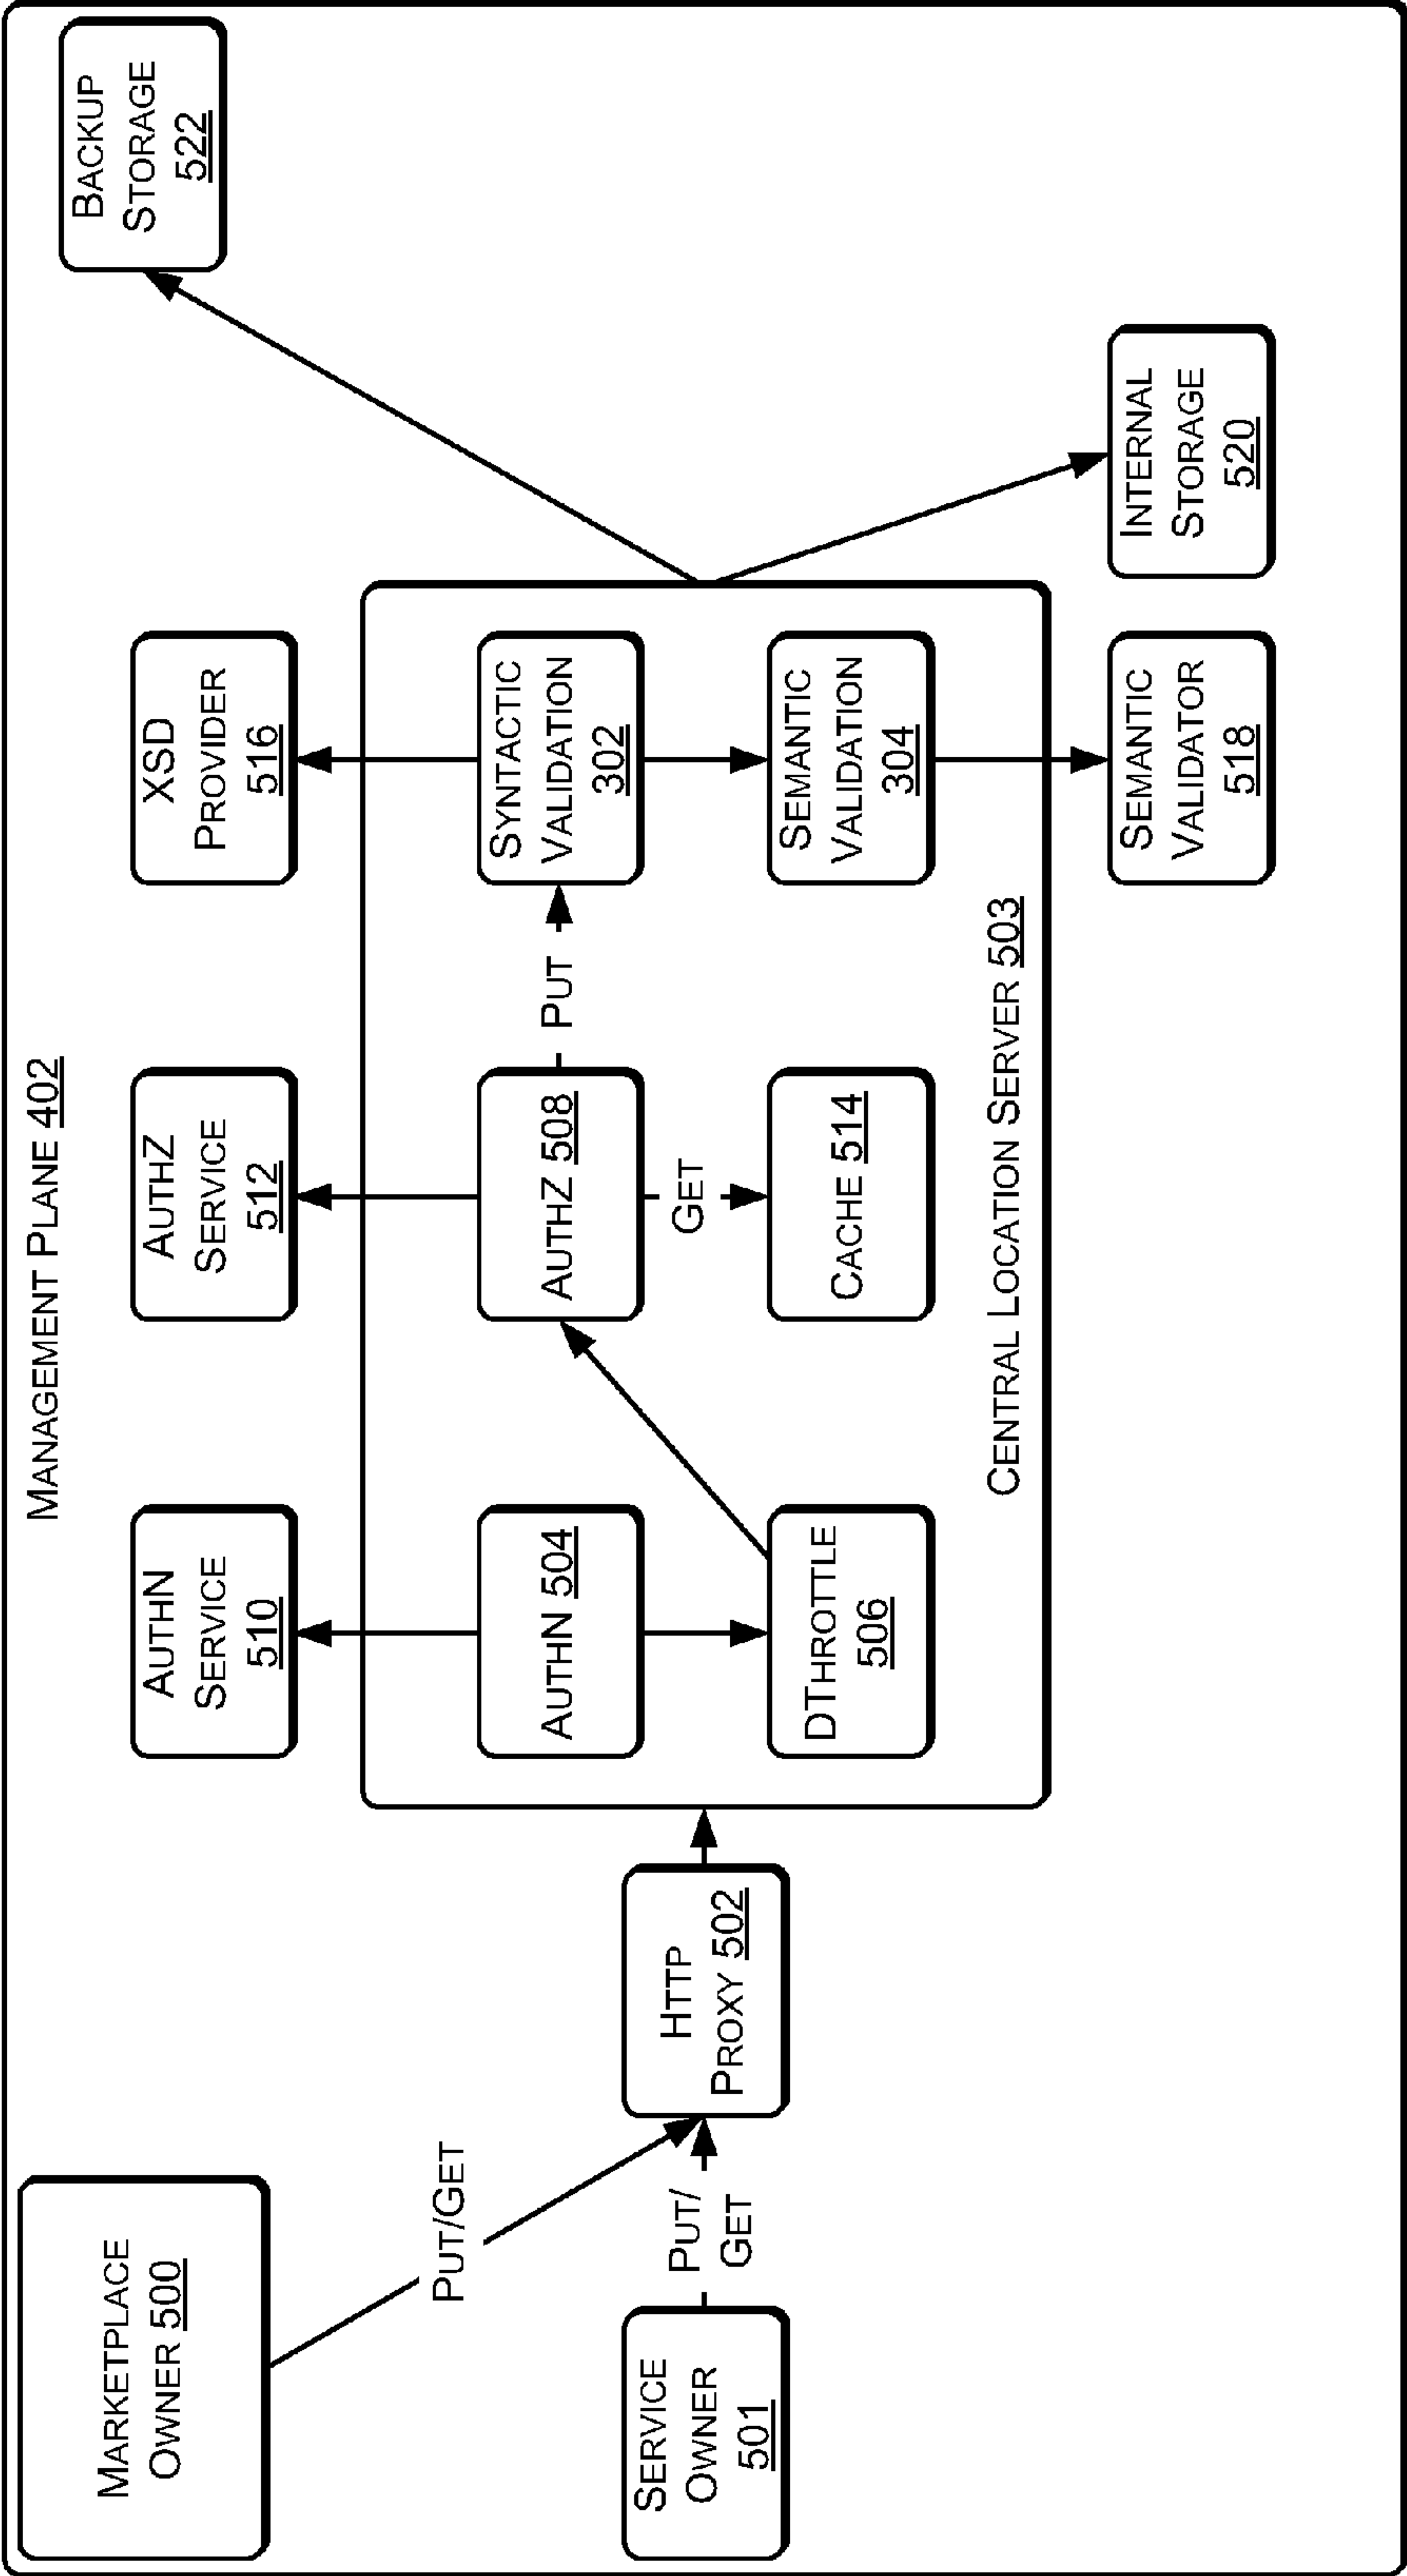 MANAGEMENT PLANE 402
MARKETPLACE
OWNER 500
PUT/GET
SERVICE
OWNER
501
PUT/
GET
HTTP
PROXY 502
AUTHN
SERVICE
510
AUTHN 504
DTHROTTLE
506
AUTHZ
SERVICE
512
AUTHZ 508
GET
CACHE 514
PUT
XSD
PROVIDER
516
SYNTACTIC
VALIDATION
302
SEMANTIC
VALIDATION
304
CENTRAL LOCATION SERVER 503
SEMANTIC
VALIDATOR
518
BACKUP
STORAGE
522
INTERNAL
STORAGE
520